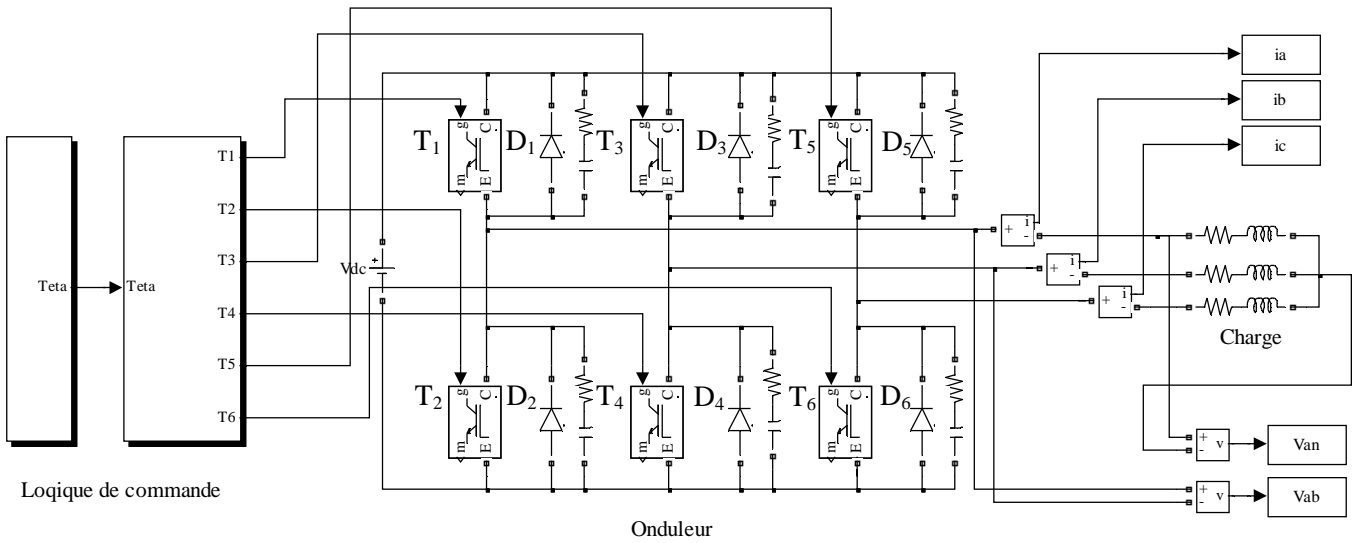 ia
ib
ic
T1
T2
T3
T4
T5
T6
Teta
Teta
Vdc
+
T₁ D₁ T₃ D₃ T₅ D₅
g C
m E
g C
m E
g C
m E
T₂ D₂ T₄ D₄ T₆ D₆
g C
m E
g C
m E
g C
m E
+ i -
+ i -
+ i -
Charge
+ - v
Van
+ - v
Vab
Loqique de commande
Onduleur